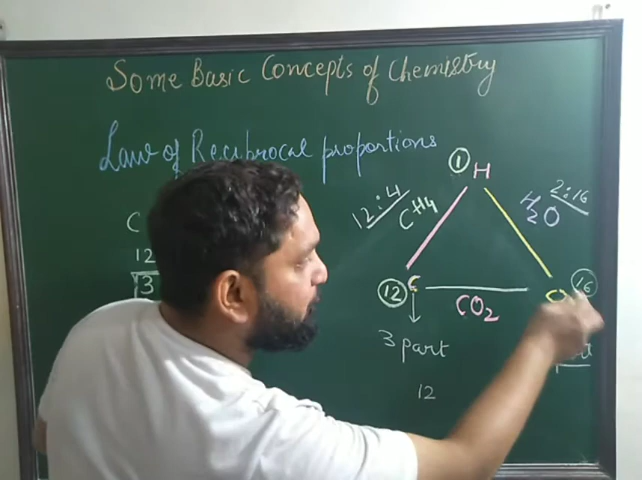 Some Basic Concepts of Chemistry
Law of Reciprocal proportions
1 H
12:4
CH4
2:16
H2O
C
12
3
12 C
CO2
16
3 part
12